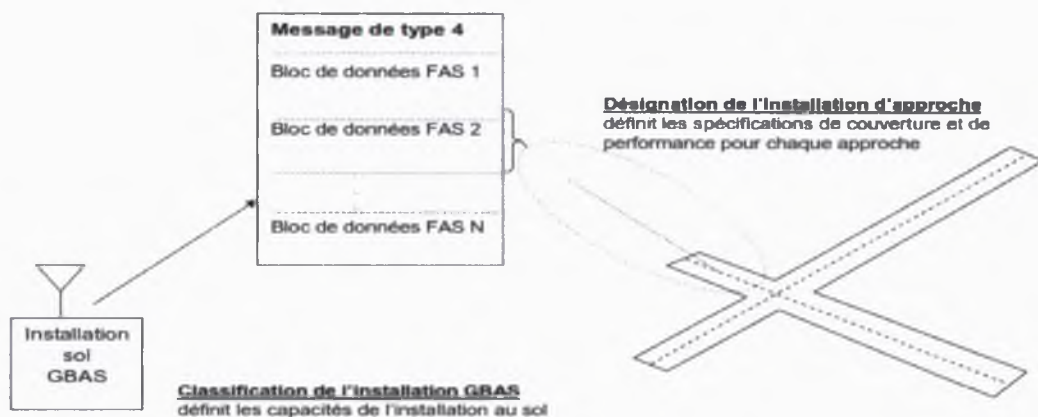 Message de type 4
Bloc de données FAS 1
Bloc de données FAS 2
Bloc de données FAS N
Désignation de l'installation d'approche
définit les spécifications de couverture et de
performance pour chaque approche
Installation
sol
GBAS
Classification de l'installation GBAS
définit les capacités de l'installation au sol